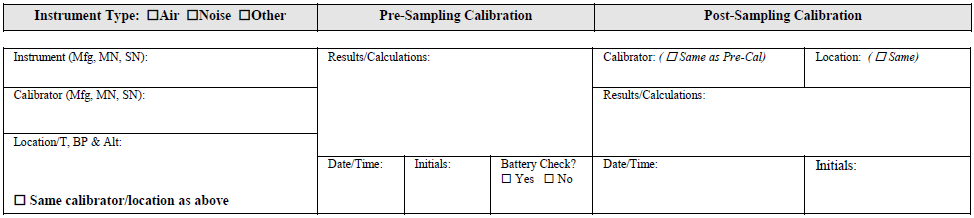 Instrument Type: ☐Air ☐Noise ☐Other
Pre-Sampling Calibration
Post-Sampling Calibration
Instrument (Mfg, MN, SN):
Calibrator (Mfg, MN, SN):
Location/T, BP & Alt:
☐ Same calibrator/location as above
Results/Calculations:
Date/Time:
Initials:
Battery Check?
☐ Yes ☐ No
Calibrator: ( ☐ Same as Pre-Cal)
Location: ( ☐ Same)
Results/Calculations:
Date/Time:
Initials: